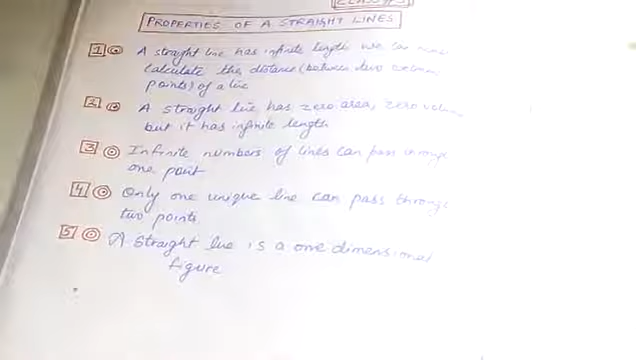 PROPERTIES OF A STRAIGHT LINES
1 A straight line has infinite length we can
calculate the distance (between two
points) of a line
2 A straight line has zero area, zero volume
but it has infinite length
3 Infinite numbers of lines can pass through
one point
4 Only one unique line can pass through
two points
5 A straight line is a one dimensional
figure